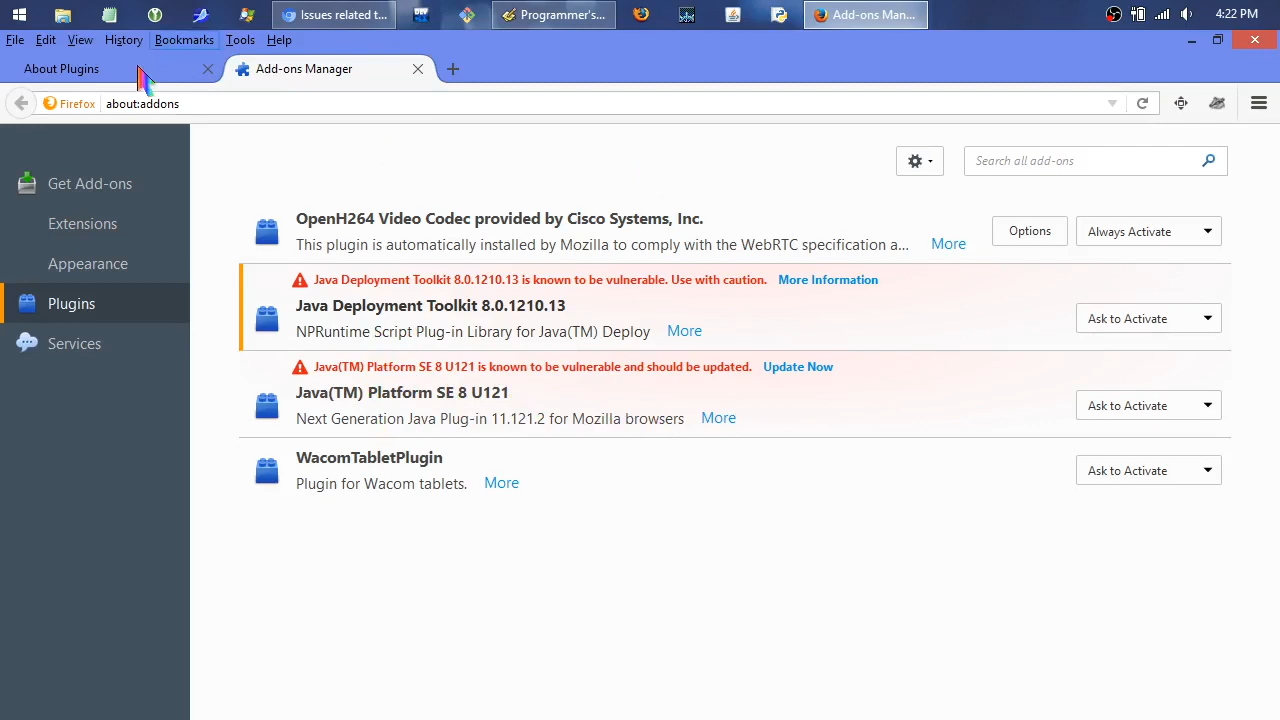 Issues related t...
Programmer's...
Add-ons Man...
4:22 PM
File Edit View History Bookmarks Tools Help
About Plugins
Add-ons Manager
Firefox
about:addons
Search all add-ons
Get Add-ons
Extensions
Appearance
Plugins
Services
OpenH264 Video Codec provided by Cisco Systems, Inc.
This plugin is automatically installed by Mozilla to comply with the WebRTC specification a... More
Options
Always Activate
Java Deployment Toolkit 8.0.1210.13 is known to be vulnerable. Use with caution. More Information
Java Deployment Toolkit 8.0.1210.13
NPRuntime Script Plug-in Library for Java(TM) Deploy More
Ask to Activate
Java(TM) Platform SE 8 U121 is known to be vulnerable and should be updated. Update Now
Java(TM) Platform SE 8 U121
Next Generation Java Plug-in 11.121.2 for Mozilla browsers More
Ask to Activate
WacomTabletPlugin
Plugin for Wacom tablets. More
Ask to Activate